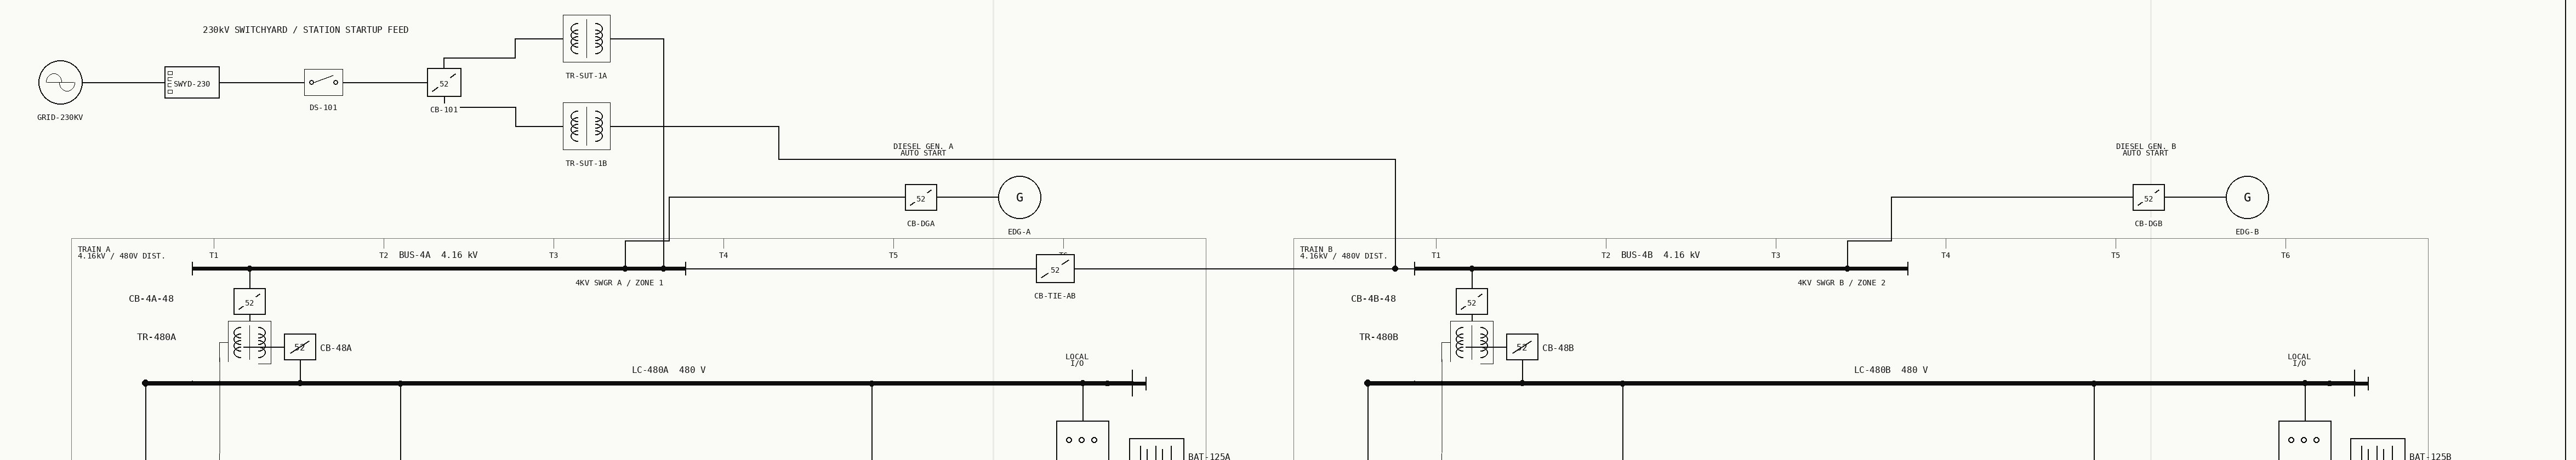 230kV SWITCHYARD / STATION STARTUP FEED
TR-SUT-1A
52
SWYD-230
DS-101
CB-101
GRID-230KV
TR-SUT-1B
DIESEL GEN. A
AUTO START
DIESEL GEN. B
AUTO START
52
G
52
G
CB-DGA
EDG-A
CB-DGB
EDG-B
TRAIN A
4.16kV / 480V DIST.
T1
T2
BUS-4A 4.16 kV
T3
T4
T5
TRAIN B
4.16kV / 480V DIST.
T1
T2
BUS-4B 4.16 kV
T3
T4
T5
T6
52
4KV SWGR A / ZONE 1
4KV SWGR B / ZONE 2
CB-TIE-AB
CB-4A-48
52
CB-4B-48
52
TR-480A
52
CB-48A
TR-480B
52
CB-48B
LOCAL
I/O
LOCAL
I/O
LC-480A 480 V
LC-480B 480 V
BAT-125A
BAT-125B